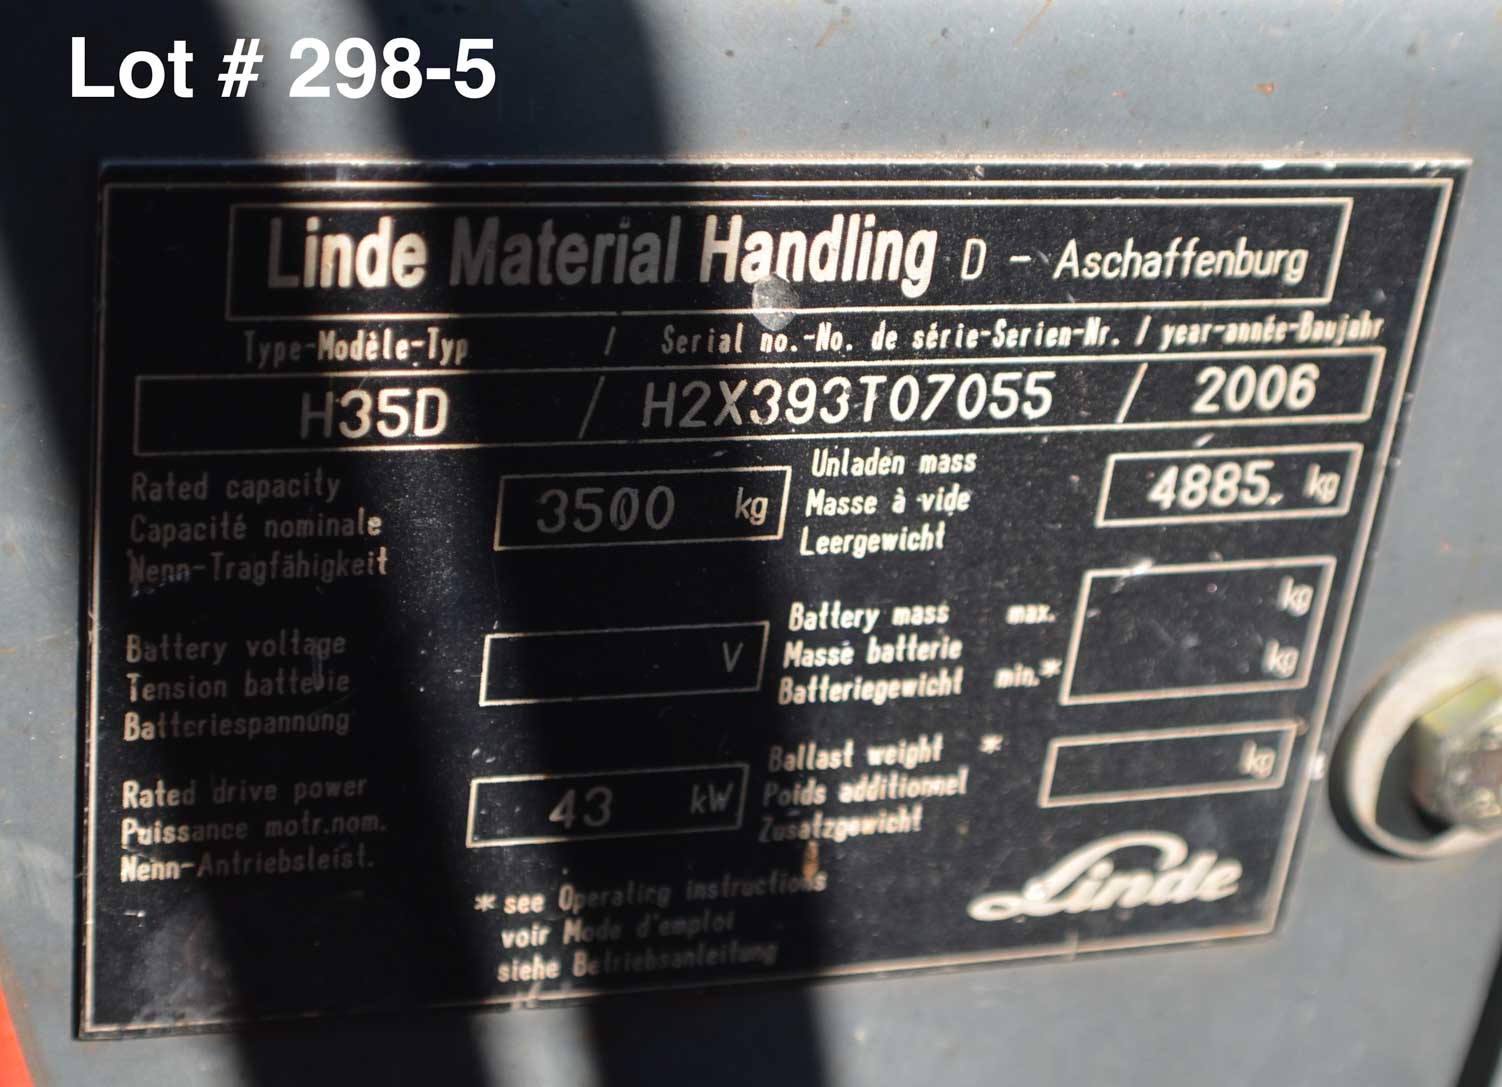 Lot # 298-5
Linde Material Handling D - Aschaffenburg
Type-Modèle-Typ / Serial no.-No. de série-Serien-Nr. / year-année-Baujahr
H35D / H2X393T07055 / 2006
Rated capacity
Capacité nominale
Nenn-Tragfähigkeit
3500 kg
Unladen mass
Masse à vide
Leergewicht
4885. kg
Battery voltage
Tension batterie
Batteriespannung
V
Battery mass max.
Masse batterie
Batteriegewicht min.*
kg
kg
Rated drive power
Puissance motr.nom.
Nenn-Antriebsleist.
43 kW
Ballast weight *
Poids additionnel
Zusatzgewicht
kg
* see Operating instructions
voir Mode d'emploi
siehe Betriebsanleitung
Linde